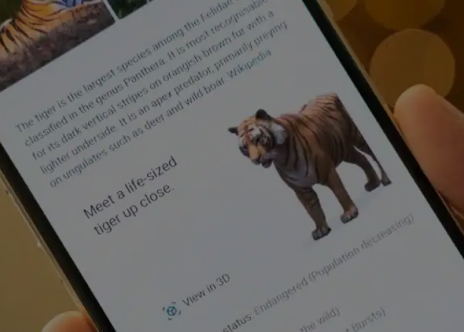 The tiger is the largest species among the Felidae
classified in the genus Panthera. It is most recognisable
for its dark vertical stripes on orangish-brown fur with a
lighter underside. It is an apex predator, primarily preying
on ungulates such as deer and wild boar. Wikipedia
Meet a life-sized
tiger up close.
View in 3D
status: Endangered (Population decreasing)
the wild)